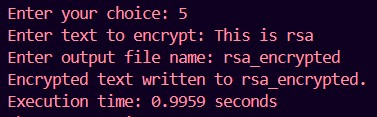 Enter your choice: 5
Enter text to encrypt: This is rsa
Enter output file name: rsa_encrypted
Encrypted text written to rsa_encrypted.
Execution time: 0.9959 seconds